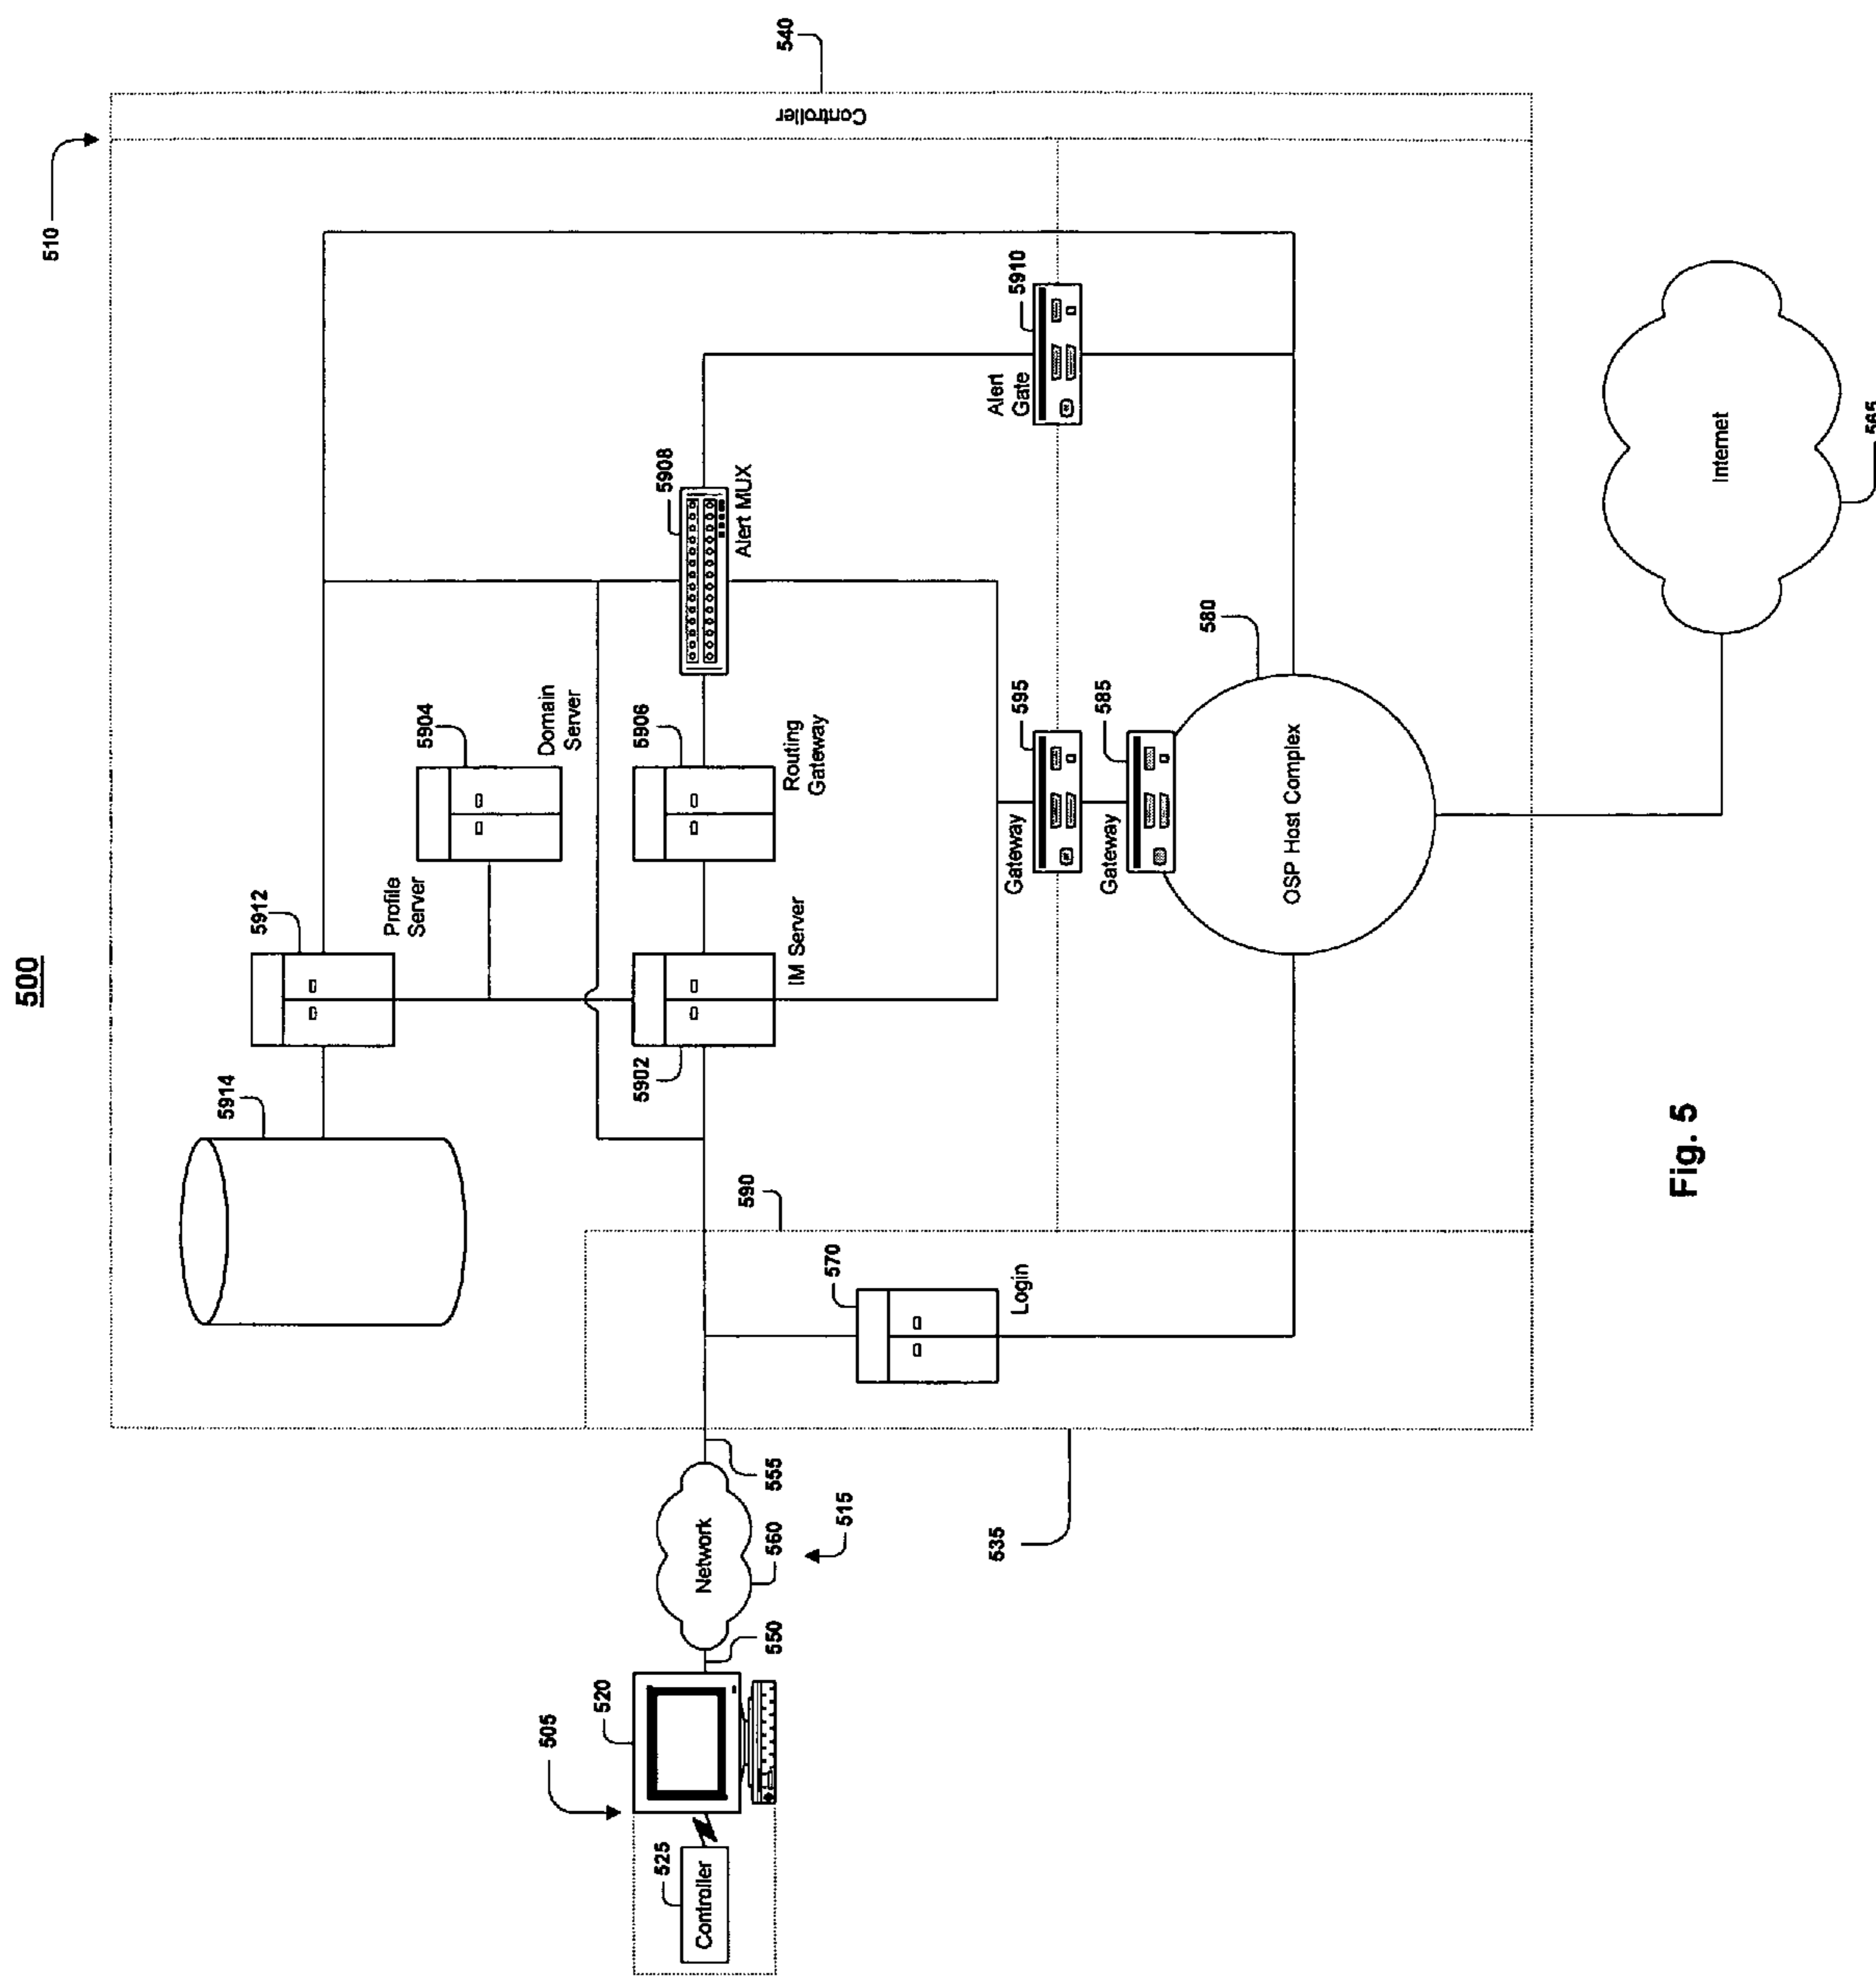 500
510
540
Controller
5914
5912
Profile
Server
5904
Domain
Server
5908
Alert MUX
5902
IM Server
5906
Routing
Gateway
5910
Alert
Gate
590
570
Login
595
Gateway
585
Gateway
580
OSP Host Complex
Internet
565
505
520
525
Controller
550
Network
560
555
515
535
Fig. 5